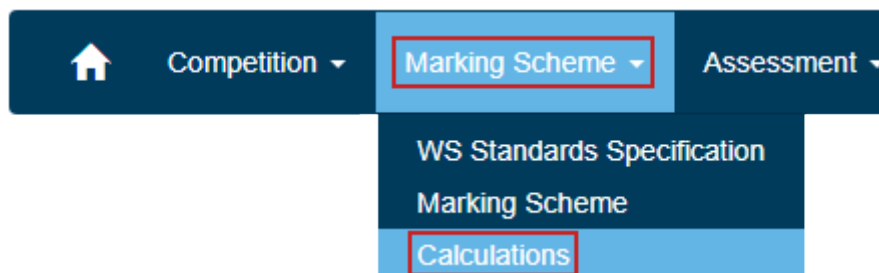 Competition Marking Scheme Assessment
WS Standards Specification
Marking Scheme
Calculations